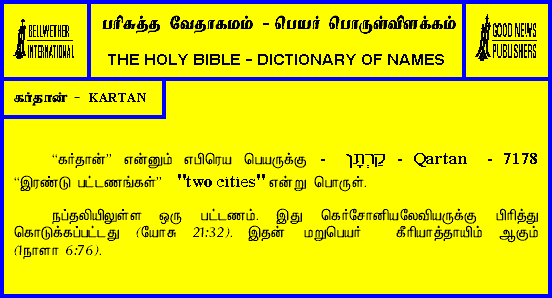 BELLWETHER
INTERNATIONAL
பரிசுத்த வேதாகமம் - பெயர் பொருள்விளக்கம்
THE HOLY BIBLE - DICTIONARY OF NAMES
GOOD NEWS
PUBLISHERS
கர்தான் - KARTAN
“கர்தான்” என்னும் எபிரெய பெயருக்கு - קַרְתָּן - Qartan - 7178
“இரண்டு பட்டணங்கள்” "two cities" என்று பொருள்.
நப்தலியிலுள்ள ஒரு பட்டணம். இது கெர்சோனியலேவியருக்கு பிரித்து
கொடுக்கப்பட்டது (யோசு 21:32). இதன் மறுபெயர் கீரியாத்தாயிம் ஆகும்
(1நாளா 6:76).